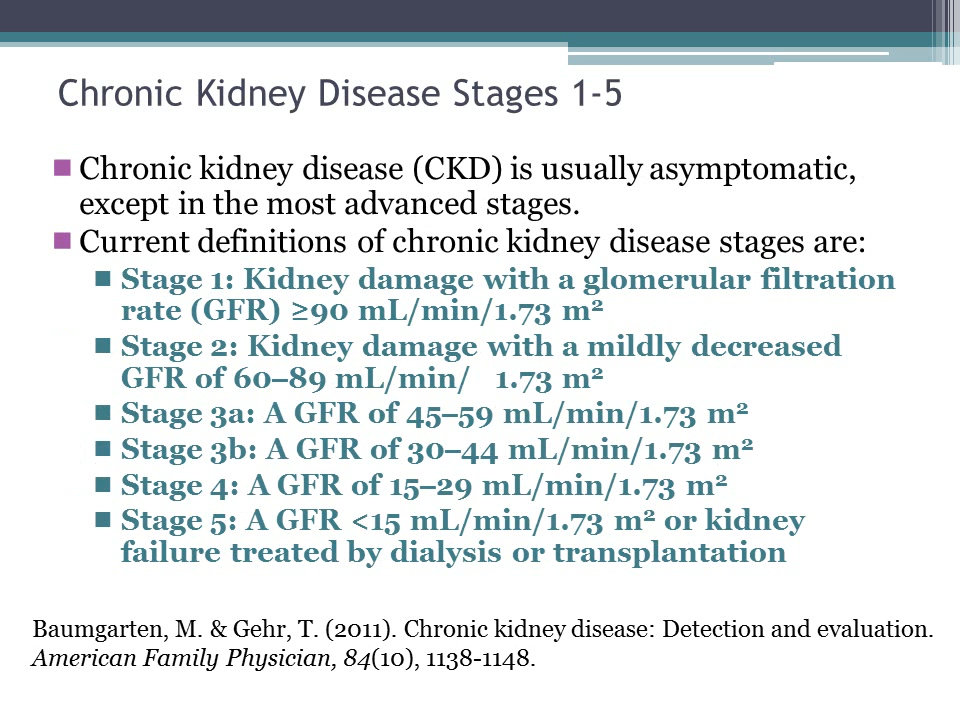 Chronic Kidney Disease Stages 1-5
Chronic kidney disease (CKD) is usually asymptomatic,
except in the most advanced stages.
Current definitions of chronic kidney disease stages are:
Stage 1: Kidney damage with a glomerular filtration
rate (GFR) ≥90 mL/min/1.73 m²
Stage 2: Kidney damage with a mildly decreased
GFR of 60–89 mL/min/   1.73 m²
Stage 3a: A GFR of 45–59 mL/min/1.73 m²
Stage 3b: A GFR of 30–44 mL/min/1.73 m²
Stage 4: A GFR of 15–29 mL/min/1.73 m²
Stage 5: A GFR <15 mL/min/1.73 m² or kidney
failure treated by dialysis or transplantation
Baumgarten, M. & Gehr, T. (2011). Chronic kidney disease: Detection and evaluation.
American Family Physician, 84(10), 1138-1148.